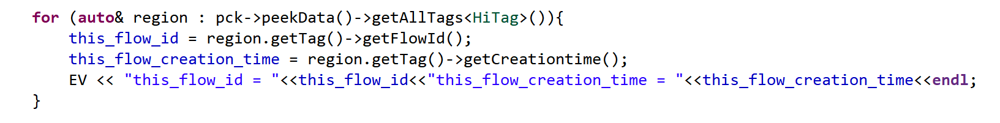 for (auto& region : pck->peekData()->getAllTags<HiTag>()){
    this_flow_id = region.getTag()->getFlowId();
    this_flow_creation_time = region.getTag()->getCreationtime();
    EV << "this_flow_id = "<<this_flow_id<<"this_flow_creation_time = "<<this_flow_creation_time<<endl;
}